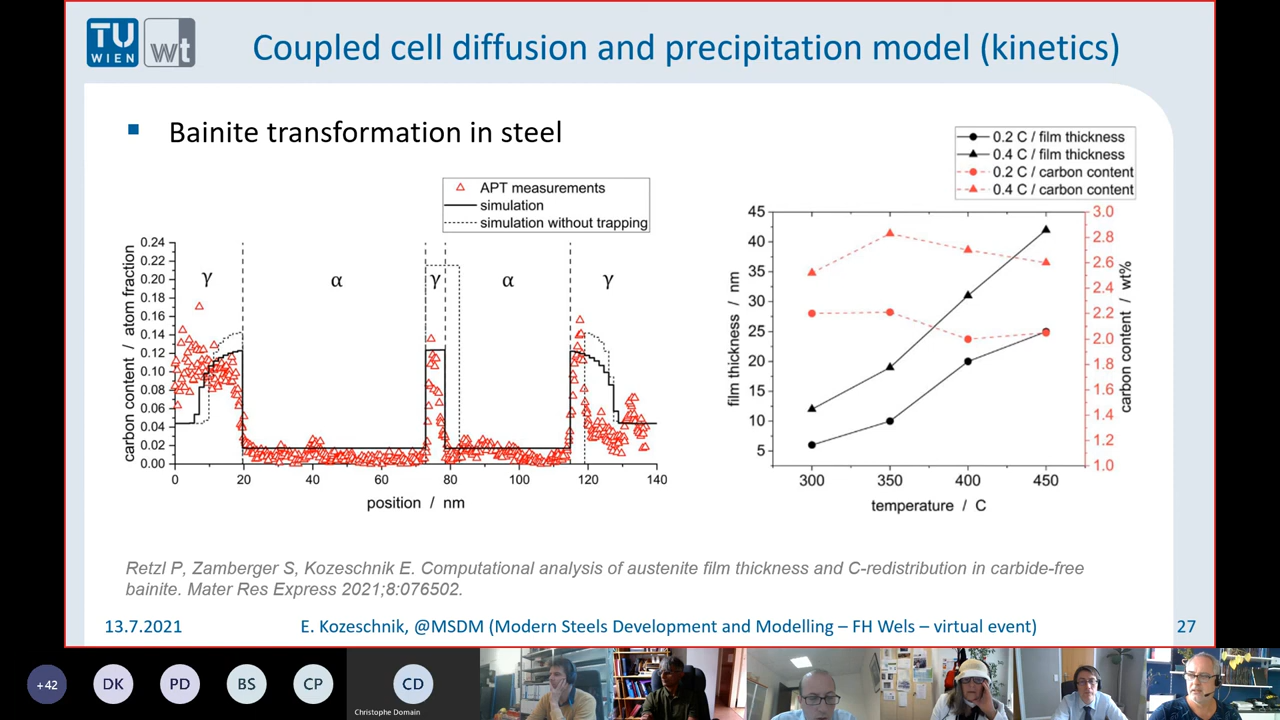 TU
WIEN
wt
Coupled cell diffusion and precipitation model (kinetics)
Bainite transformation in steel
APT measurements
simulation
simulation without trapping
0.24
0.22
0.20
0.18
0.16
0.14
0.12
0.10
0.08
0.06
0.04
0.02
0.00
carbon content / atom fraction
γ
α
γ
α
γ
0
20
40
60
80
100
120
140
position / nm
0.2 C / film thickness
0.4 C / film thickness
0.2 C / carbon content
0.4 C / carbon content
45
40
35
30
25
20
15
10
5
film thickness / nm
3.0
2.8
2.6
2.4
2.2
2.0
1.8
1.6
1.4
1.2
1.0
carbon content / wt%
300
350
400
450
temperature / C
Retzl P, Zamberger S, Kozeschnik E. Computational analysis of austenite film thickness and C-redistribution in carbide-free
bainite. Mater Res Express 2021;8:076502.
13.7.2021
E. Kozeschnik, @MSDM (Modern Steels Development and Modelling – FH Wels – virtual event)
27
+42
DK
PD
BS
CP
CD
Christophe Domain